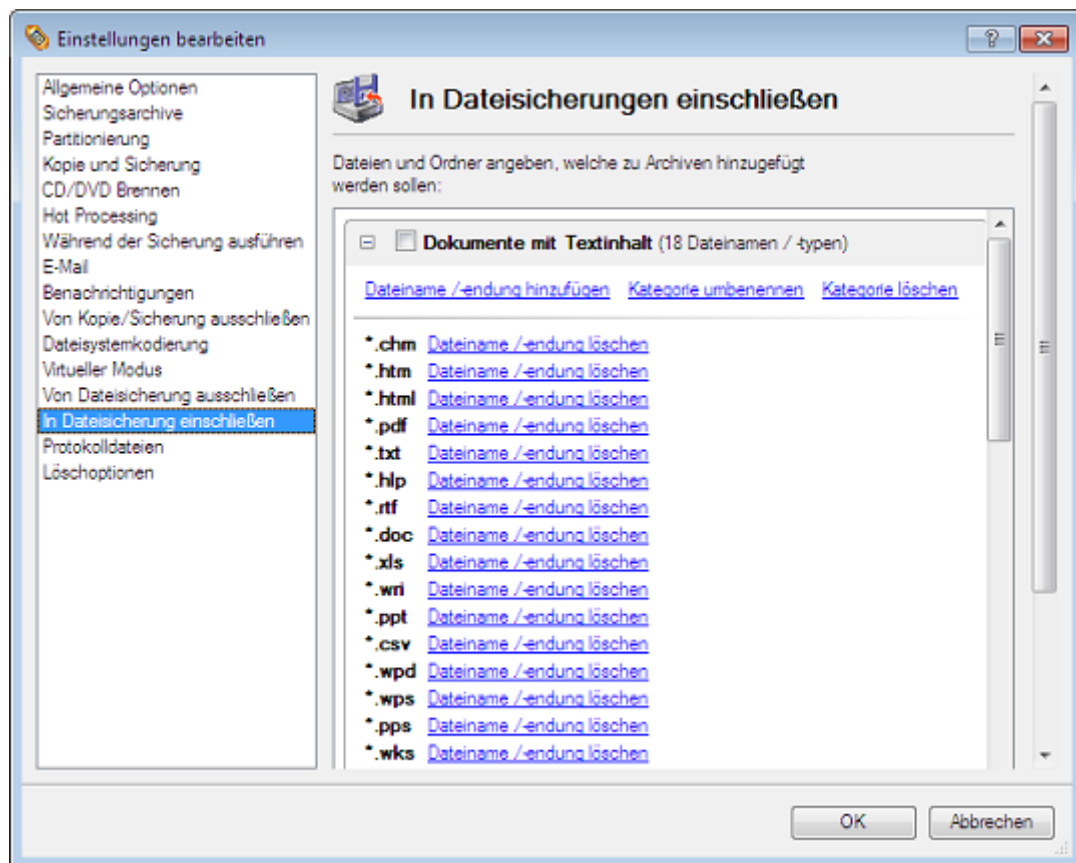 Einstellungen bearbeiten
Allgemeine Optionen
Sicherungsarchive
Partitionierung
Kopie und Sicherung
CD/DVD Brennen
Hot Processing
Während der Sicherung ausführen
E-Mail
Benachrichtigungen
Von Kopie/Sicherung ausschließen
Dateisystemkodierung
Virtueller Modus
Von Dateisicherung ausschließen
In Dateisicherung einschließen
Protokolldateien
Löschoptionen
In Dateisicherungen einschließen
Dateien und Ordner angeben, welche zu Archiven hinzugefügt
werden sollen:
Dokumente mit Textinhalt (18 Dateinamen / -typen)
Dateiname /-endung hinzufügen Kategorie umbenennen Kategorie löschen
*.chm Dateiname /-endung löschen
*.htm Dateiname /-endung löschen
*.html Dateiname /-endung löschen
*.pdf Dateiname /-endung löschen
*.txt Dateiname /-endung löschen
*.hlp Dateiname /-endung löschen
*.rtf Dateiname /-endung löschen
*.doc Dateiname /-endung löschen
*.xls Dateiname /-endung löschen
*.wri Dateiname /-endung löschen
*.ppt Dateiname /-endung löschen
*.csv Dateiname /-endung löschen
*.wpd Dateiname /-endung löschen
*.wps Dateiname /-endung löschen
*.pps Dateiname /-endung löschen
*.wks Dateiname /-endung löschen
OK Abbrechen